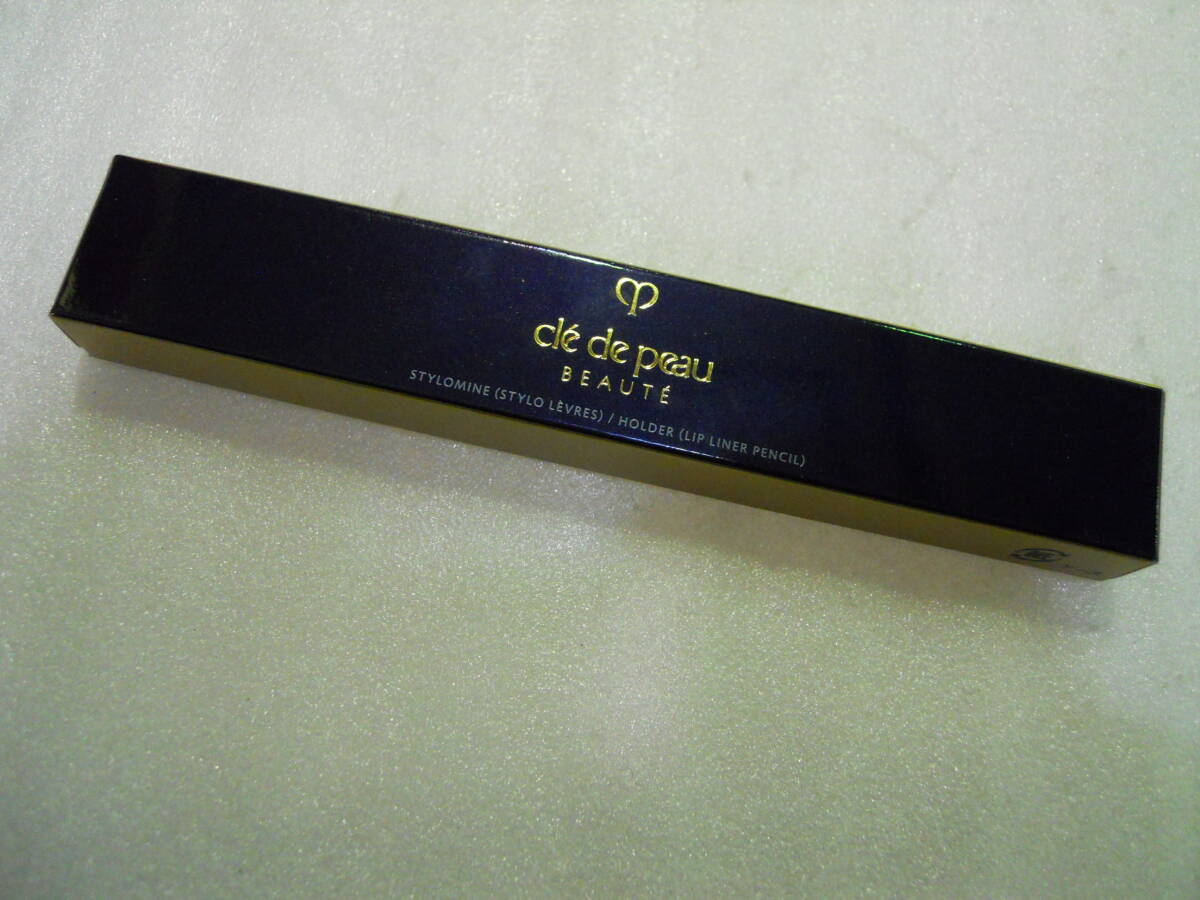 clé de peau
BEAUTÉ
STYLOMINE (STYLO LÈVRES) / HOLDER (LIP LINER PENCIL)